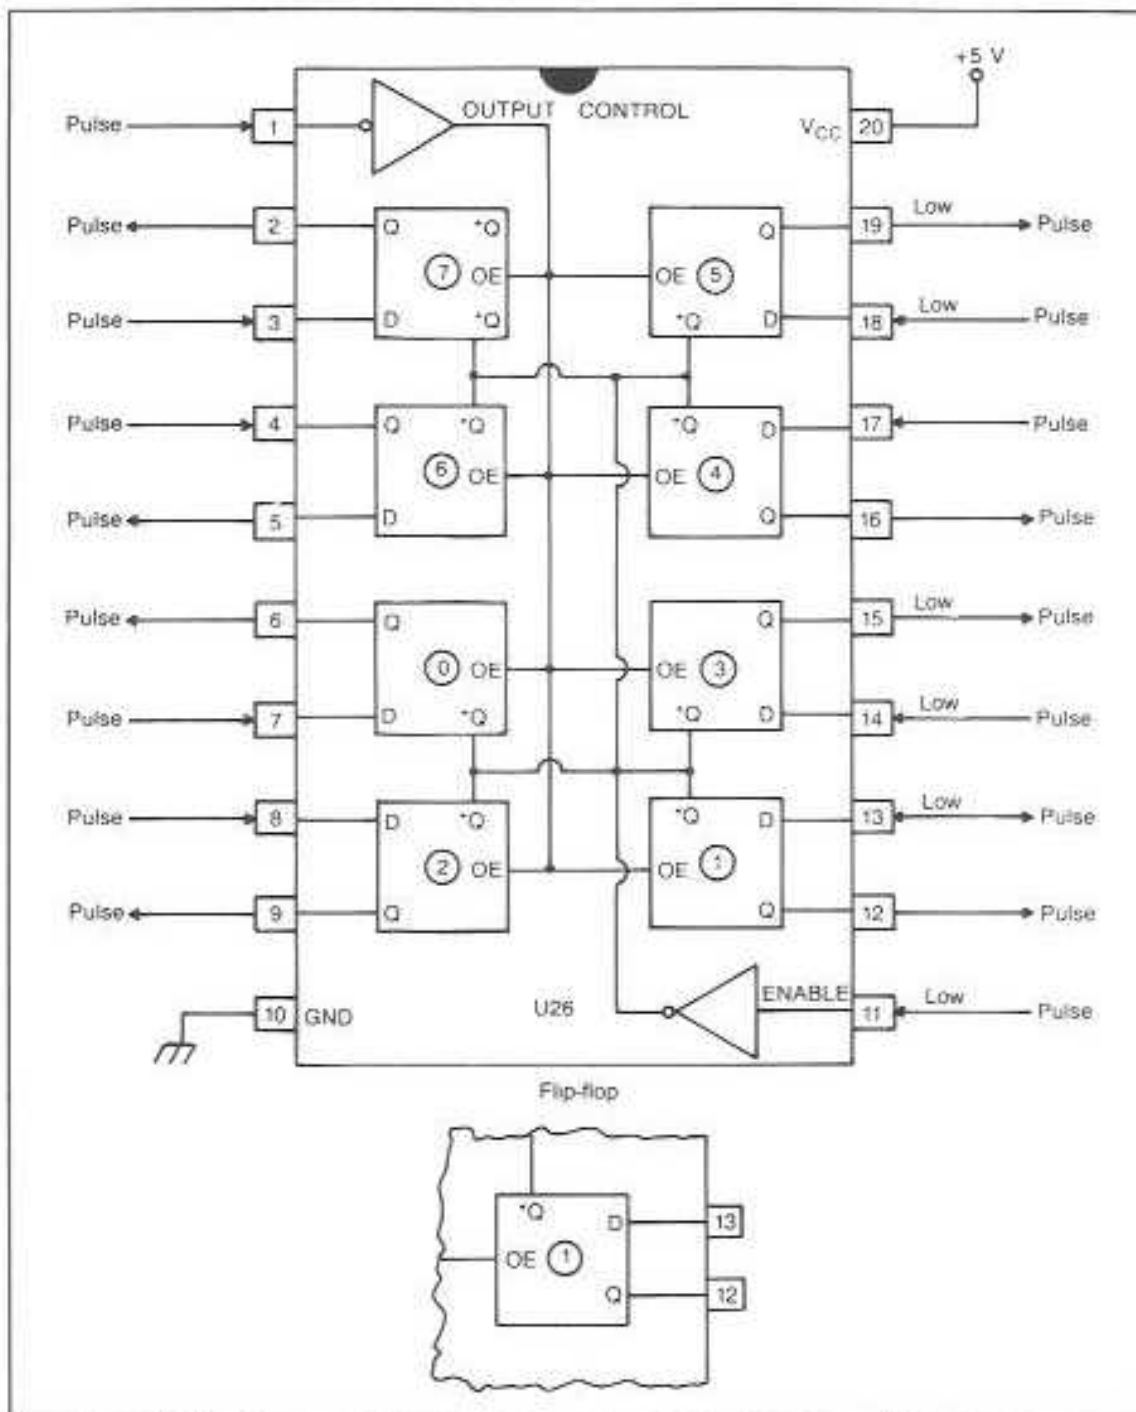 +5 V
OUTPUT CONTROL
Pulse 1 VCC 20
Pulse 2 Q *Q Q 19 Low Pulse
7 OE OE 5
Pulse 3 D *Q *Q D 18 Low Pulse
Pulse 4 Q *Q *Q D 17 Pulse
6 OE OE 4
Pulse 5 D Q 16 Pulse
Pulse 6 Q Q 15 Low Pulse
0 OE OE 3
Pulse 7 D *Q *Q D 14 Low Pulse
Pulse 8 D *Q *Q D 13 Low Pulse
2 OE OE 1
Pulse 9 Q Q 12 Pulse
10 GND U26 ENABLE 11 Low Pulse
Flip-flop
*Q D 13
OE 1
Q 12